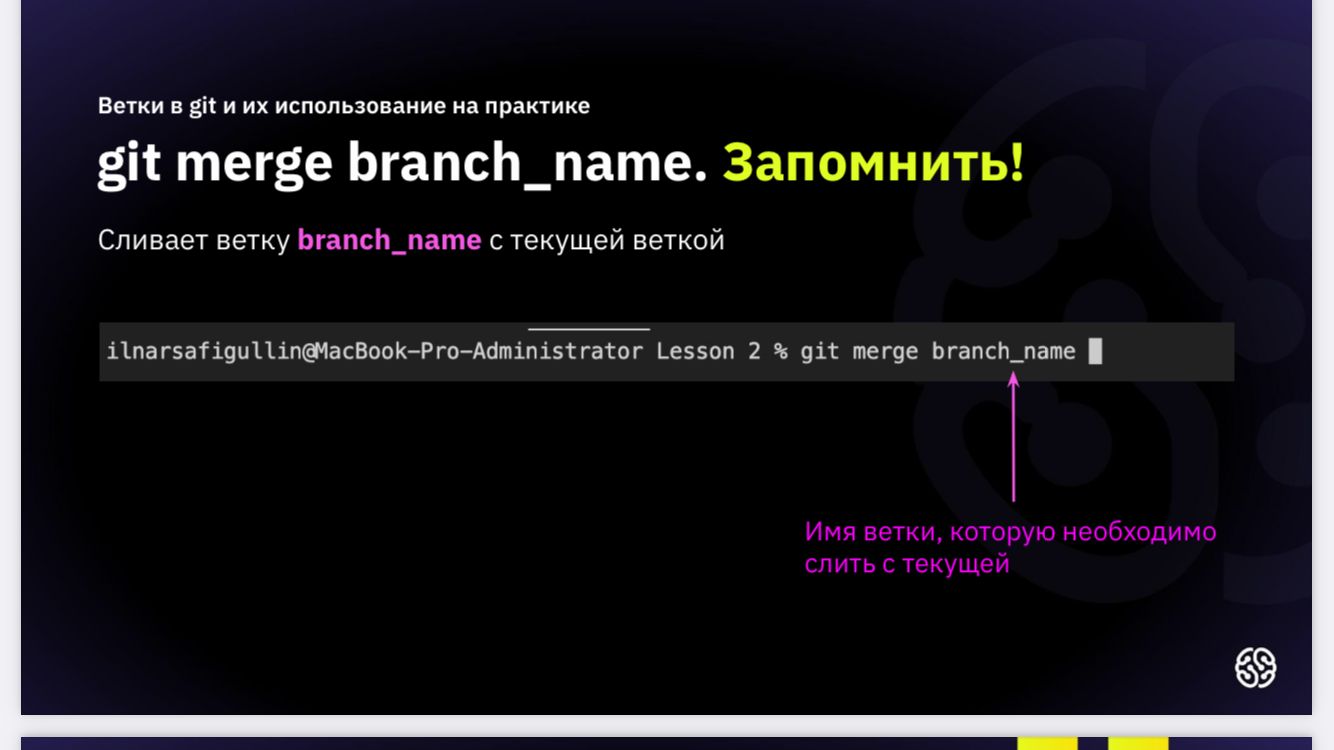 Ветки в git и их использование на практике
git merge branch_name. Запомнить!
Сливает ветку branch_name с текущей веткой
ilnarsafigullin@MacBook-Pro-Administrator Lesson 2 % git merge branch_name
Имя ветки, которую необходимо
слить с текущей